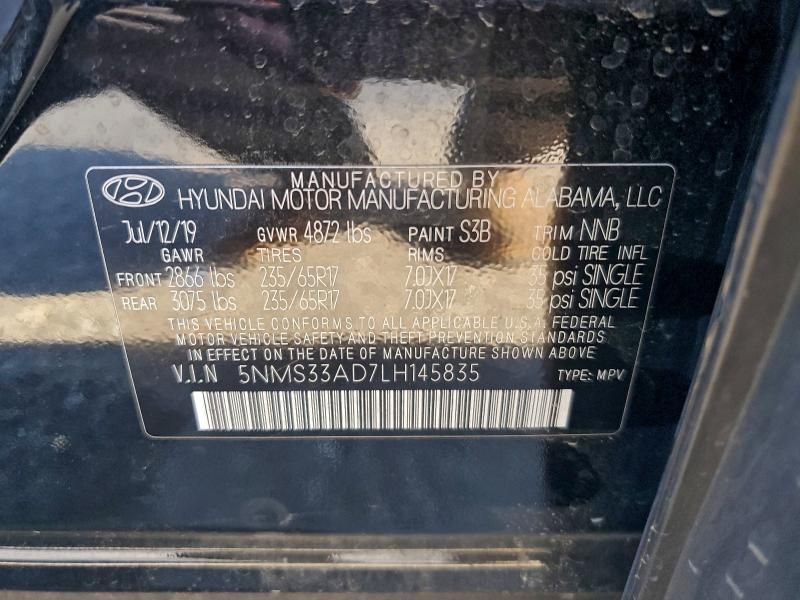 MANUFACTURED BY
HYUNDAI MOTOR MANUFACTURING ALABAMA, LLC
Jul/12/19 GVWR 4872 lbs PAINT S3B TRIM NNB
GAWR TIRES RIMS COLD TIRE INFL
FRONT 2866 lbs 235/65R17 7.0JX17 35 psi SINGLE
REAR 3075 lbs 235/65R17 7.0JX17 35 psi SINGLE
THIS VEHICLE CONFORMS TO ALL APPLICABLE U.S.A. FEDERAL
MOTOR VEHICLE SAFETY AND THEFT PREVENTION STANDARDS
IN EFFECT ON THE DATE OF MANUFACTURE SHOWN ABOVE
V.I.N 5NMS33AD7LH145835 TYPE: MPV